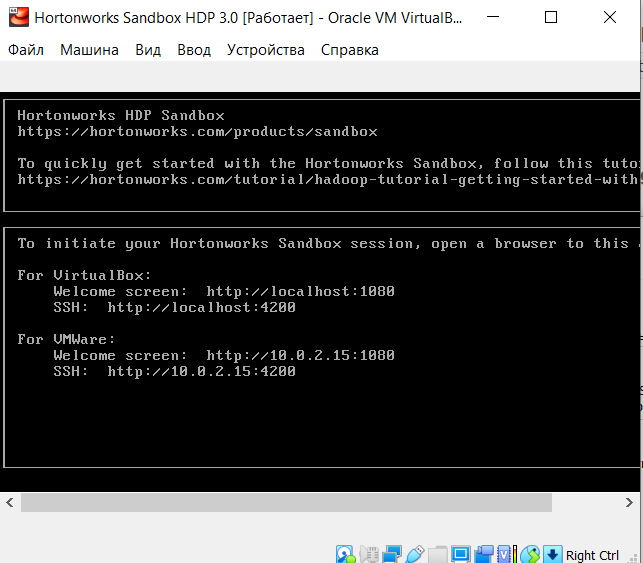 Hortonworks Sandbox HDP 3.0 [Работает] - Oracle VM VirtualB...
Файл Машина Вид Ввод Устройства Справка
Hortonworks HDP Sandbox
https://hortonworks.com/products/sandbox
To quickly get started with the Hortonworks Sandbox, follow this tuto
https://hortonworks.com/tutorial/hadoop-tutorial-getting-started-with
To initiate your Hortonworks Sandbox session, open a browser to this
For VirtualBox:
Welcome screen: http://localhost:1080
SSH: http://localhost:4200
For VMWare:
Welcome screen: http://10.0.2.15:1080
SSH: http://10.0.2.15:4200
Right Ctrl